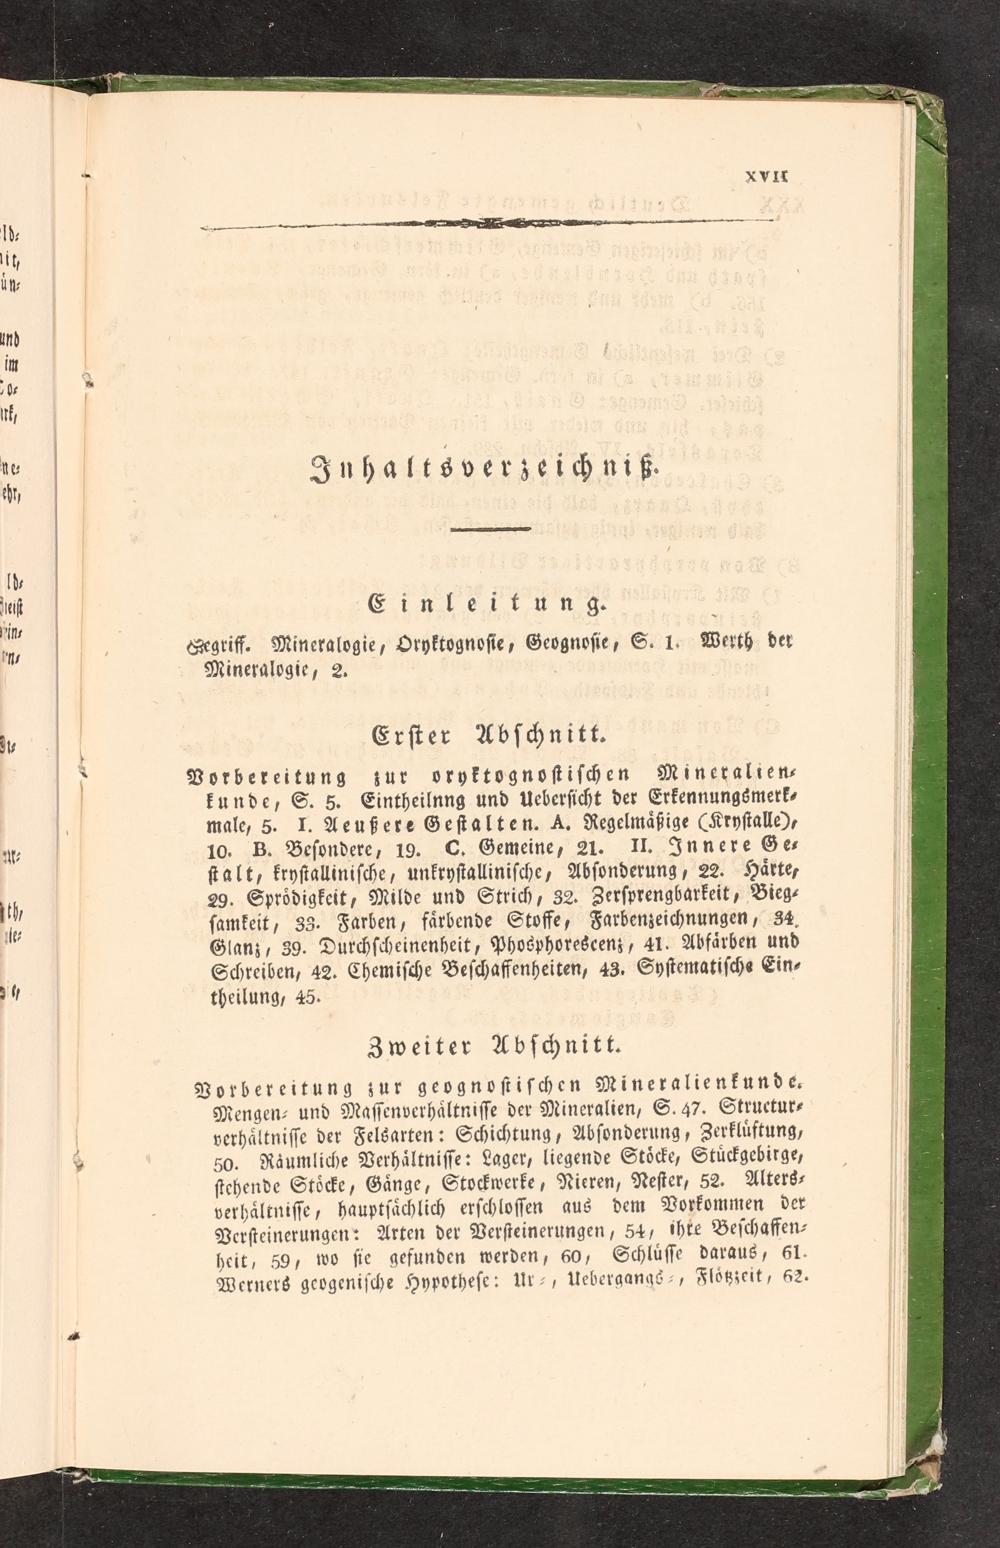 XVII
Inhaltsverzeichniß.
Einleitung.
Begriff. Mineralogie, Oryktognosie, Geognosie, S. 1. Werth der
Mineralogie, 2.
Erster Abschnitt.
Vorbereitung zur oryktognostischen Mineralien-
kunde, S. 5. Eintheilnng und Uebersicht der Erkennungsmerk-
male, 5. I. Aeußere Gestalten. A. Regelmäßige (Krystalle),
10. B. Besondere, 19. C. Gemeine, 21. II. Innere Ge-
stalt, krystallinische, unkrystallinische, Absonderung, 22. Härte,
29. Sprödigkeit, Milde und Strich, 32. Zersprengbarkeit, Bieg-
samkeit, 33. Farben, färbende Stoffe, Farbenzeichnungen, 34.
Glanz, 39. Durchscheinenheit, Phosphorescenz, 41. Abfärben und
Schreiben, 42. Chemische Beschaffenheiten, 43. Systematische Ein-
theilung, 45.
Zweiter Abschnitt.
Vorbereitung zur geognostischen Mineralienkunde.
Mengen- und Massenverhältnisse der Mineralien, S. 47. Structur-
verhältnisse der Felsarten: Schichtung, Absonderung, Zerklüftung,
50. Räumliche Verhältnisse: Lager, liegende Stöcke, Stückgebirge,
stehende Stöcke, Gänge, Stockwerke, Nieren, Nester, 52. Alters-
verhältnisse, hauptsächlich erschlossen aus dem Vorkommen der
Versteinerungen: Arten der Versteinerungen, 54, ihre Beschaffen-
heit, 59, wo sie gefunden werden, 60, Schlüsse daraus, 61.
Werners geogenische Hypothese: Ur-, Uebergangs-, Flötzzeit, 62.